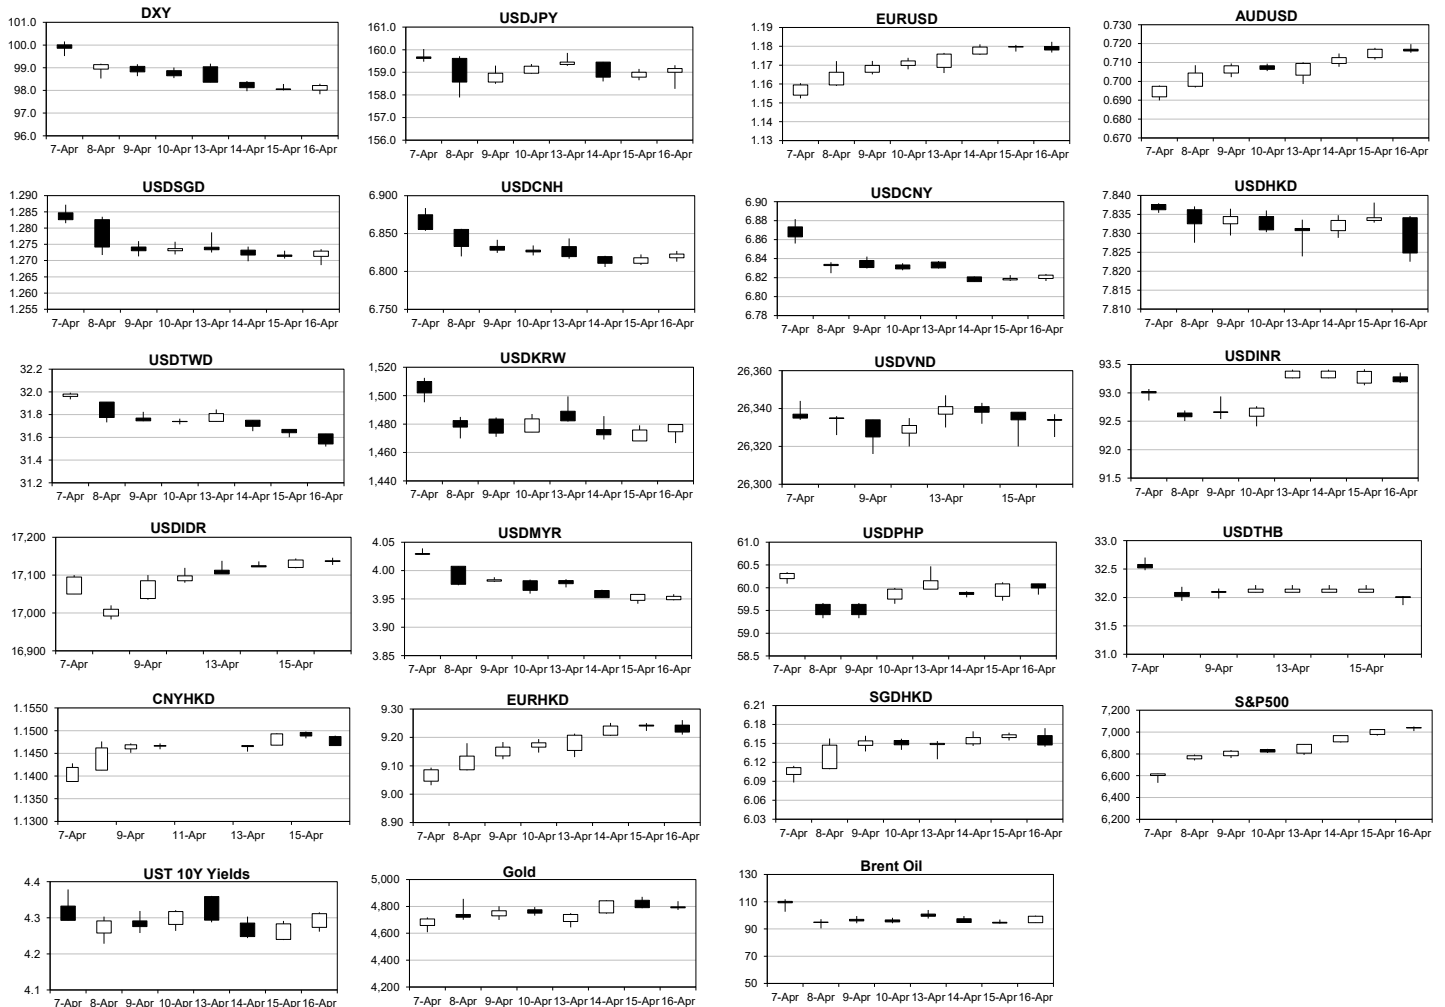 DXY
101.0
100.0
99.0
98.0
97.0
96.0
7-Apr 8-Apr 9-Apr 10-Apr 13-Apr 14-Apr 15-Apr 16-Apr
USDJPY
161.0
160.0
159.0
158.0
157.0
156.0
7-Apr 8-Apr 9-Apr 10-Apr 13-Apr 14-Apr 15-Apr 16-Apr
EURUSD
1.19
1.18
1.17
1.16
1.15
1.14
1.13
7-Apr 8-Apr 9-Apr 10-Apr 13-Apr 14-Apr 15-Apr 16-Apr
AUDUSD
0.730
0.720
0.710
0.700
0.690
0.680
0.670
7-Apr 8-Apr 9-Apr 10-Apr 13-Apr 14-Apr 15-Apr 16-Apr
USDSGD
1.290
1.285
1.280
1.275
1.270
1.265
1.260
1.255
7-Apr 8-Apr 9-Apr 10-Apr 13-Apr 14-Apr 15-Apr 16-Apr
USDCNH
6.900
6.850
6.800
6.750
7-Apr 8-Apr 9-Apr 10-Apr 13-Apr 14-Apr 15-Apr 16-Apr
USDCNY
6.90
6.88
6.86
6.84
6.82
6.80
6.78
7-Apr 8-Apr 9-Apr 10-Apr 13-Apr 14-Apr 15-Apr 16-Apr
USDHKD
7.840
7.835
7.830
7.825
7.820
7.815
7.810
7-Apr 8-Apr 9-Apr 10-Apr 13-Apr 14-Apr 15-Apr 16-Apr
USDTWD
32.2
32.0
31.8
31.6
31.4
31.2
7-Apr 8-Apr 9-Apr 10-Apr 13-Apr 14-Apr 15-Apr 16-Apr
USDKRW
1,520
1,500
1,480
1,460
1,440
7-Apr 8-Apr 9-Apr 10-Apr 13-Apr 14-Apr 15-Apr 16-Apr
USDVND
26,360
26,340
26,320
26,300
7-Apr 9-Apr 13-Apr 15-Apr
USDINR
93.5
93.0
92.5
92.0
91.5
7-Apr 8-Apr 9-Apr 10-Apr 13-Apr 14-Apr 15-Apr 16-Apr
USDIDR
17,200
17,100
17,000
16,900
7-Apr 9-Apr 13-Apr 15-Apr
USDMYR
4.05
4.00
3.95
3.90
3.85
7-Apr 8-Apr 9-Apr 10-Apr 13-Apr 14-Apr 15-Apr 16-Apr
USDPHP
61.0
60.5
60.0
59.5
59.0
58.5
7-Apr 8-Apr 9-Apr 10-Apr 13-Apr 14-Apr 15-Apr 16-Apr
USDTHB
33.0
32.5
32.0
31.5
31.0
7-Apr 9-Apr 13-Apr 15-Apr
CNYHKD
1.1550
1.1500
1.1450
1.1400
1.1350
1.1300
7-Apr 9-Apr 11-Apr 13-Apr 15-Apr
EURHKD
9.30
9.20
9.10
9.00
8.90
7-Apr 8-Apr 9-Apr 10-Apr 13-Apr 14-Apr 15-Apr 16-Apr
SGDHKD
6.21
6.18
6.15
6.12
6.09
6.06
6.03
7-Apr 8-Apr 9-Apr 10-Apr 13-Apr 14-Apr 15-Apr 16-Apr
S&P500
7,200
7,000
6,800
6,600
6,400
6,200
7-Apr 8-Apr 9-Apr 10-Apr 13-Apr 14-Apr 15-Apr 16-Apr
UST 10Y Yields
4.4
4.3
4.2
4.1
7-Apr 8-Apr 9-Apr 10-Apr 13-Apr 14-Apr 15-Apr 16-Apr
Gold
5,000
4,800
4,600
4,400
4,200
7-Apr 8-Apr 9-Apr 10-Apr 13-Apr 14-Apr 15-Apr 16-Apr
Brent Oil
130
110
90
70
50
7-Apr 8-Apr 9-Apr 10-Apr 13-Apr 14-Apr 15-Apr 16-Apr